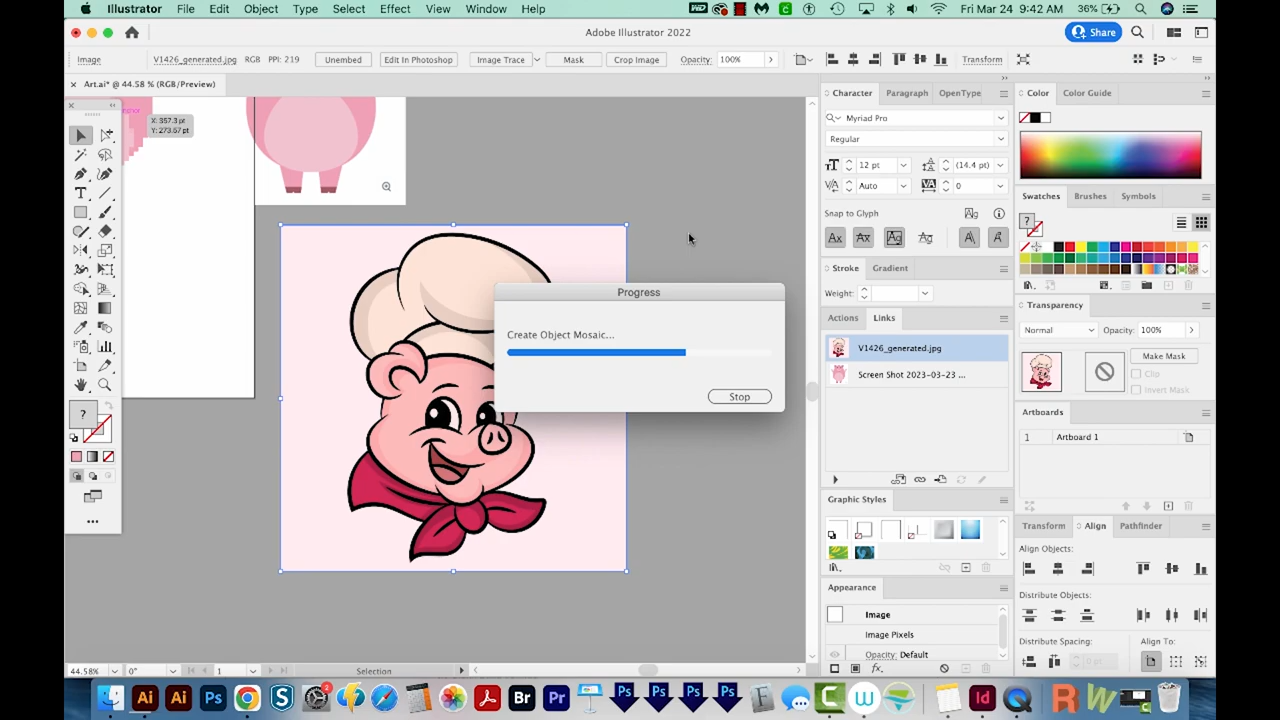 Illustrator File Edit Object Type Select Effect View Window Help
36% Fri Mar 24 9:42 AM
Adobe Illustrator 2022
Share
Image V1426_generated.jpg RGB PPI: 219 Unembed Edit In Photoshop Image Trace Mask Crop Image Opacity: 100% Transform
Art.ai* @ 44.58 % (RGB/Preview)
X: 357.3 pt
Y: 273.67 pt
Character Paragraph OpenType
Myriad Pro
Regular
12 pt (14.4 pt)
Auto 0
Snap to Glyph
Stroke Gradient
Weight:
Actions Links
V1426_generated.jpg
Screen Shot 2023-03-23 ...
Graphic Styles
Appearance
Image
Image Pixels
Opacity: Default
Color Color Guide
Swatches Brushes Symbols
Transparency
Normal Opacity: 100%
Make Mask
Clip
Invert Mask
Artboards
1 Artboard 1
Transform Align Pathfinder
Align Objects:
Distribute Objects:
Distribute Spacing: Align To:
0 pt
Progress
Create Object Mosaic...
Stop
44.58% 0° 1 Selection